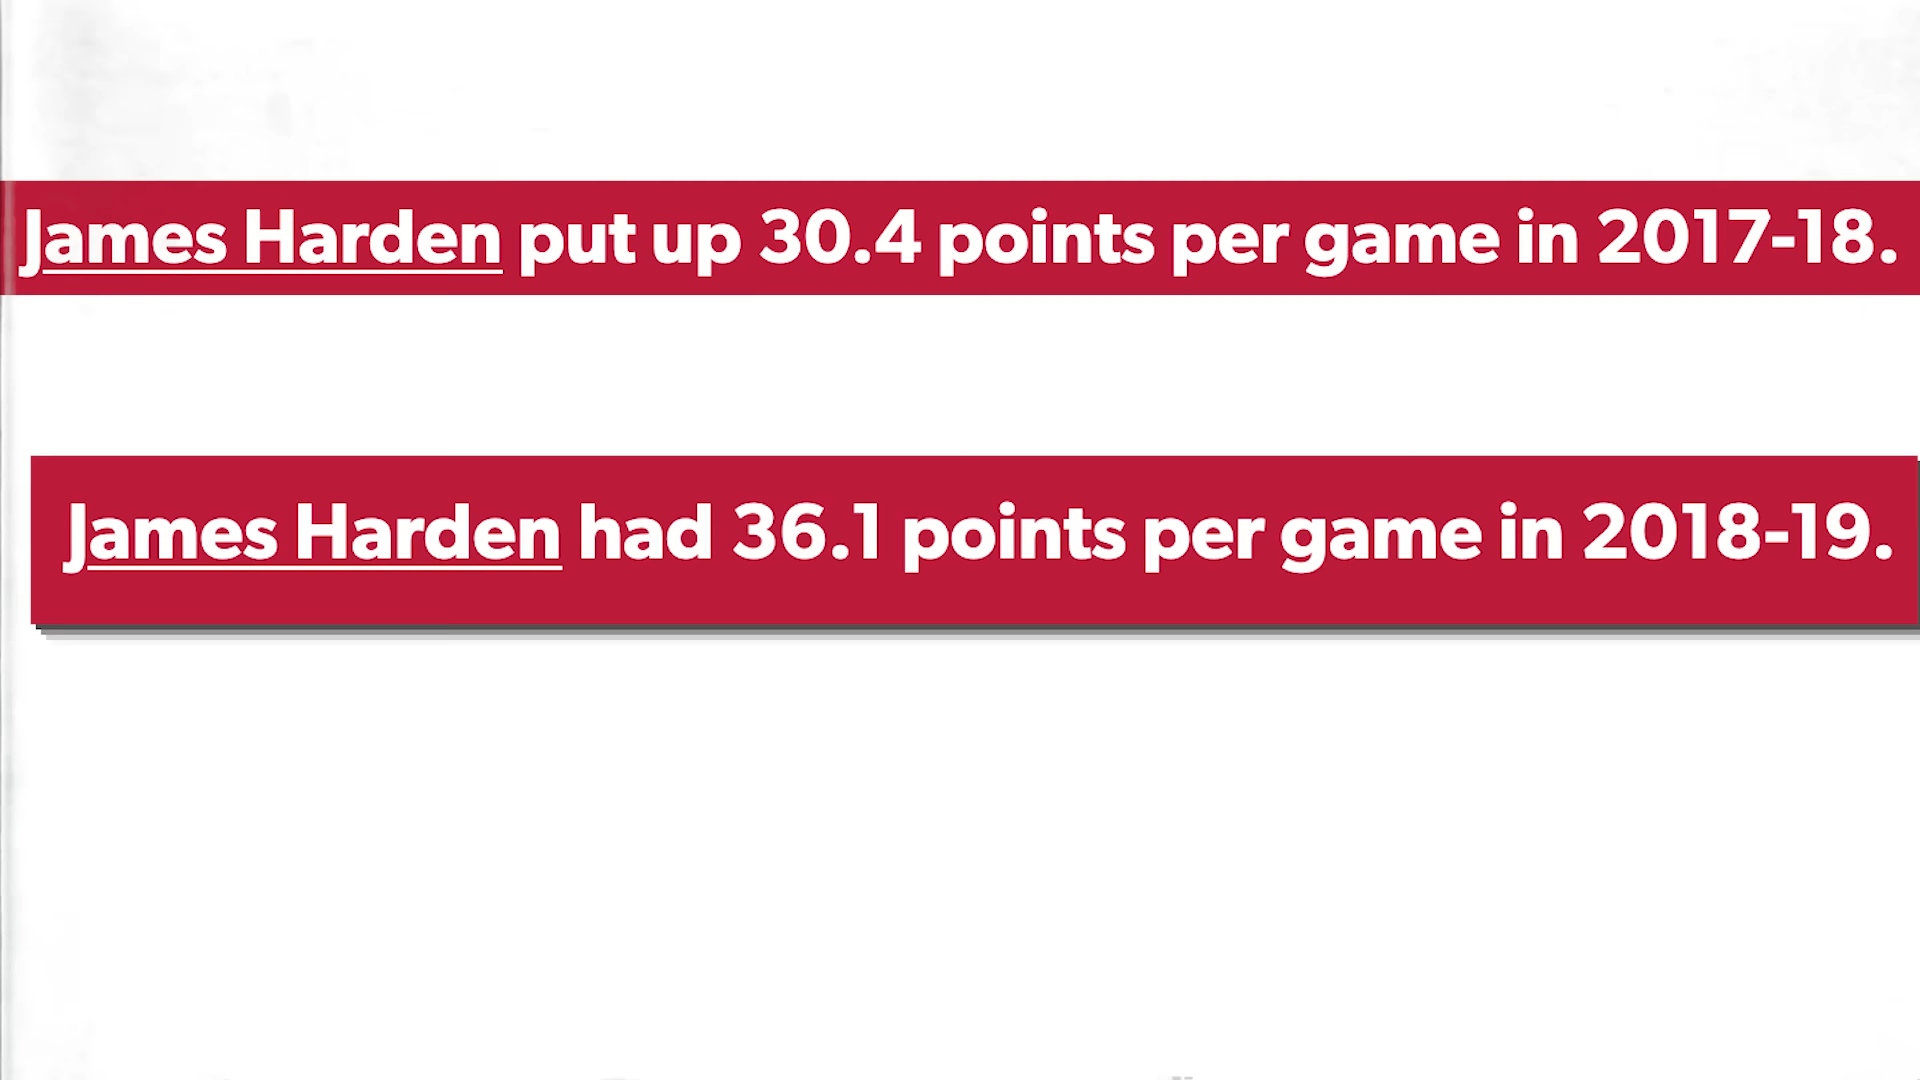 James Harden put up 30.4 points per game in 2017-18.
James Harden had 36.1 points per game in 2018-19.